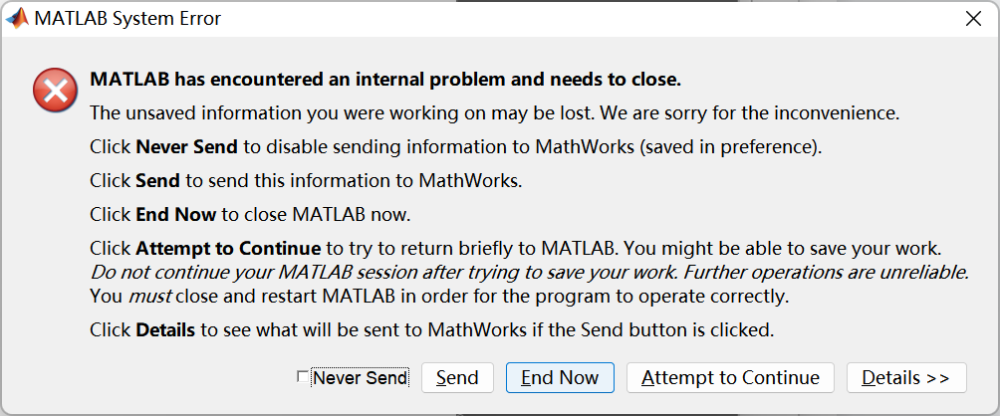 MATLAB System Error
MATLAB has encountered an internal problem and needs to close.
The unsaved information you were working on may be lost. We are sorry for the inconvenience.
Click Never Send to disable sending information to MathWorks (saved in preference).
Click Send to send this information to MathWorks.
Click End Now to close MATLAB now.
Click Attempt to Continue to try to return briefly to MATLAB. You might be able to save your work.
Do not continue your MATLAB session after trying to save your work. Further operations are unreliable.
You must close and restart MATLAB in order for the program to operate correctly.
Click Details to see what will be sent to MathWorks if the Send button is clicked.
Never Send Send End Now Attempt to Continue Details >>